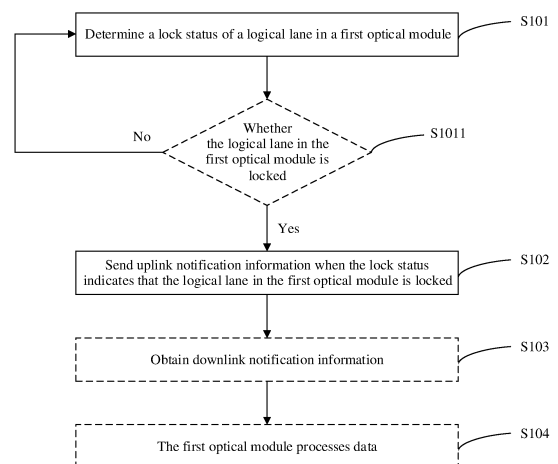 Determine a lock status of a logical lane in a first optical module
S101
Whether
the logical lane in the
first optical module is
locked
S1011
No
Yes
Send uplink notification information when the lock status
indicates that the logical lane in the first optical module is locked
S102
Obtain downlink notification information
S103
The first optical module processes data
S104